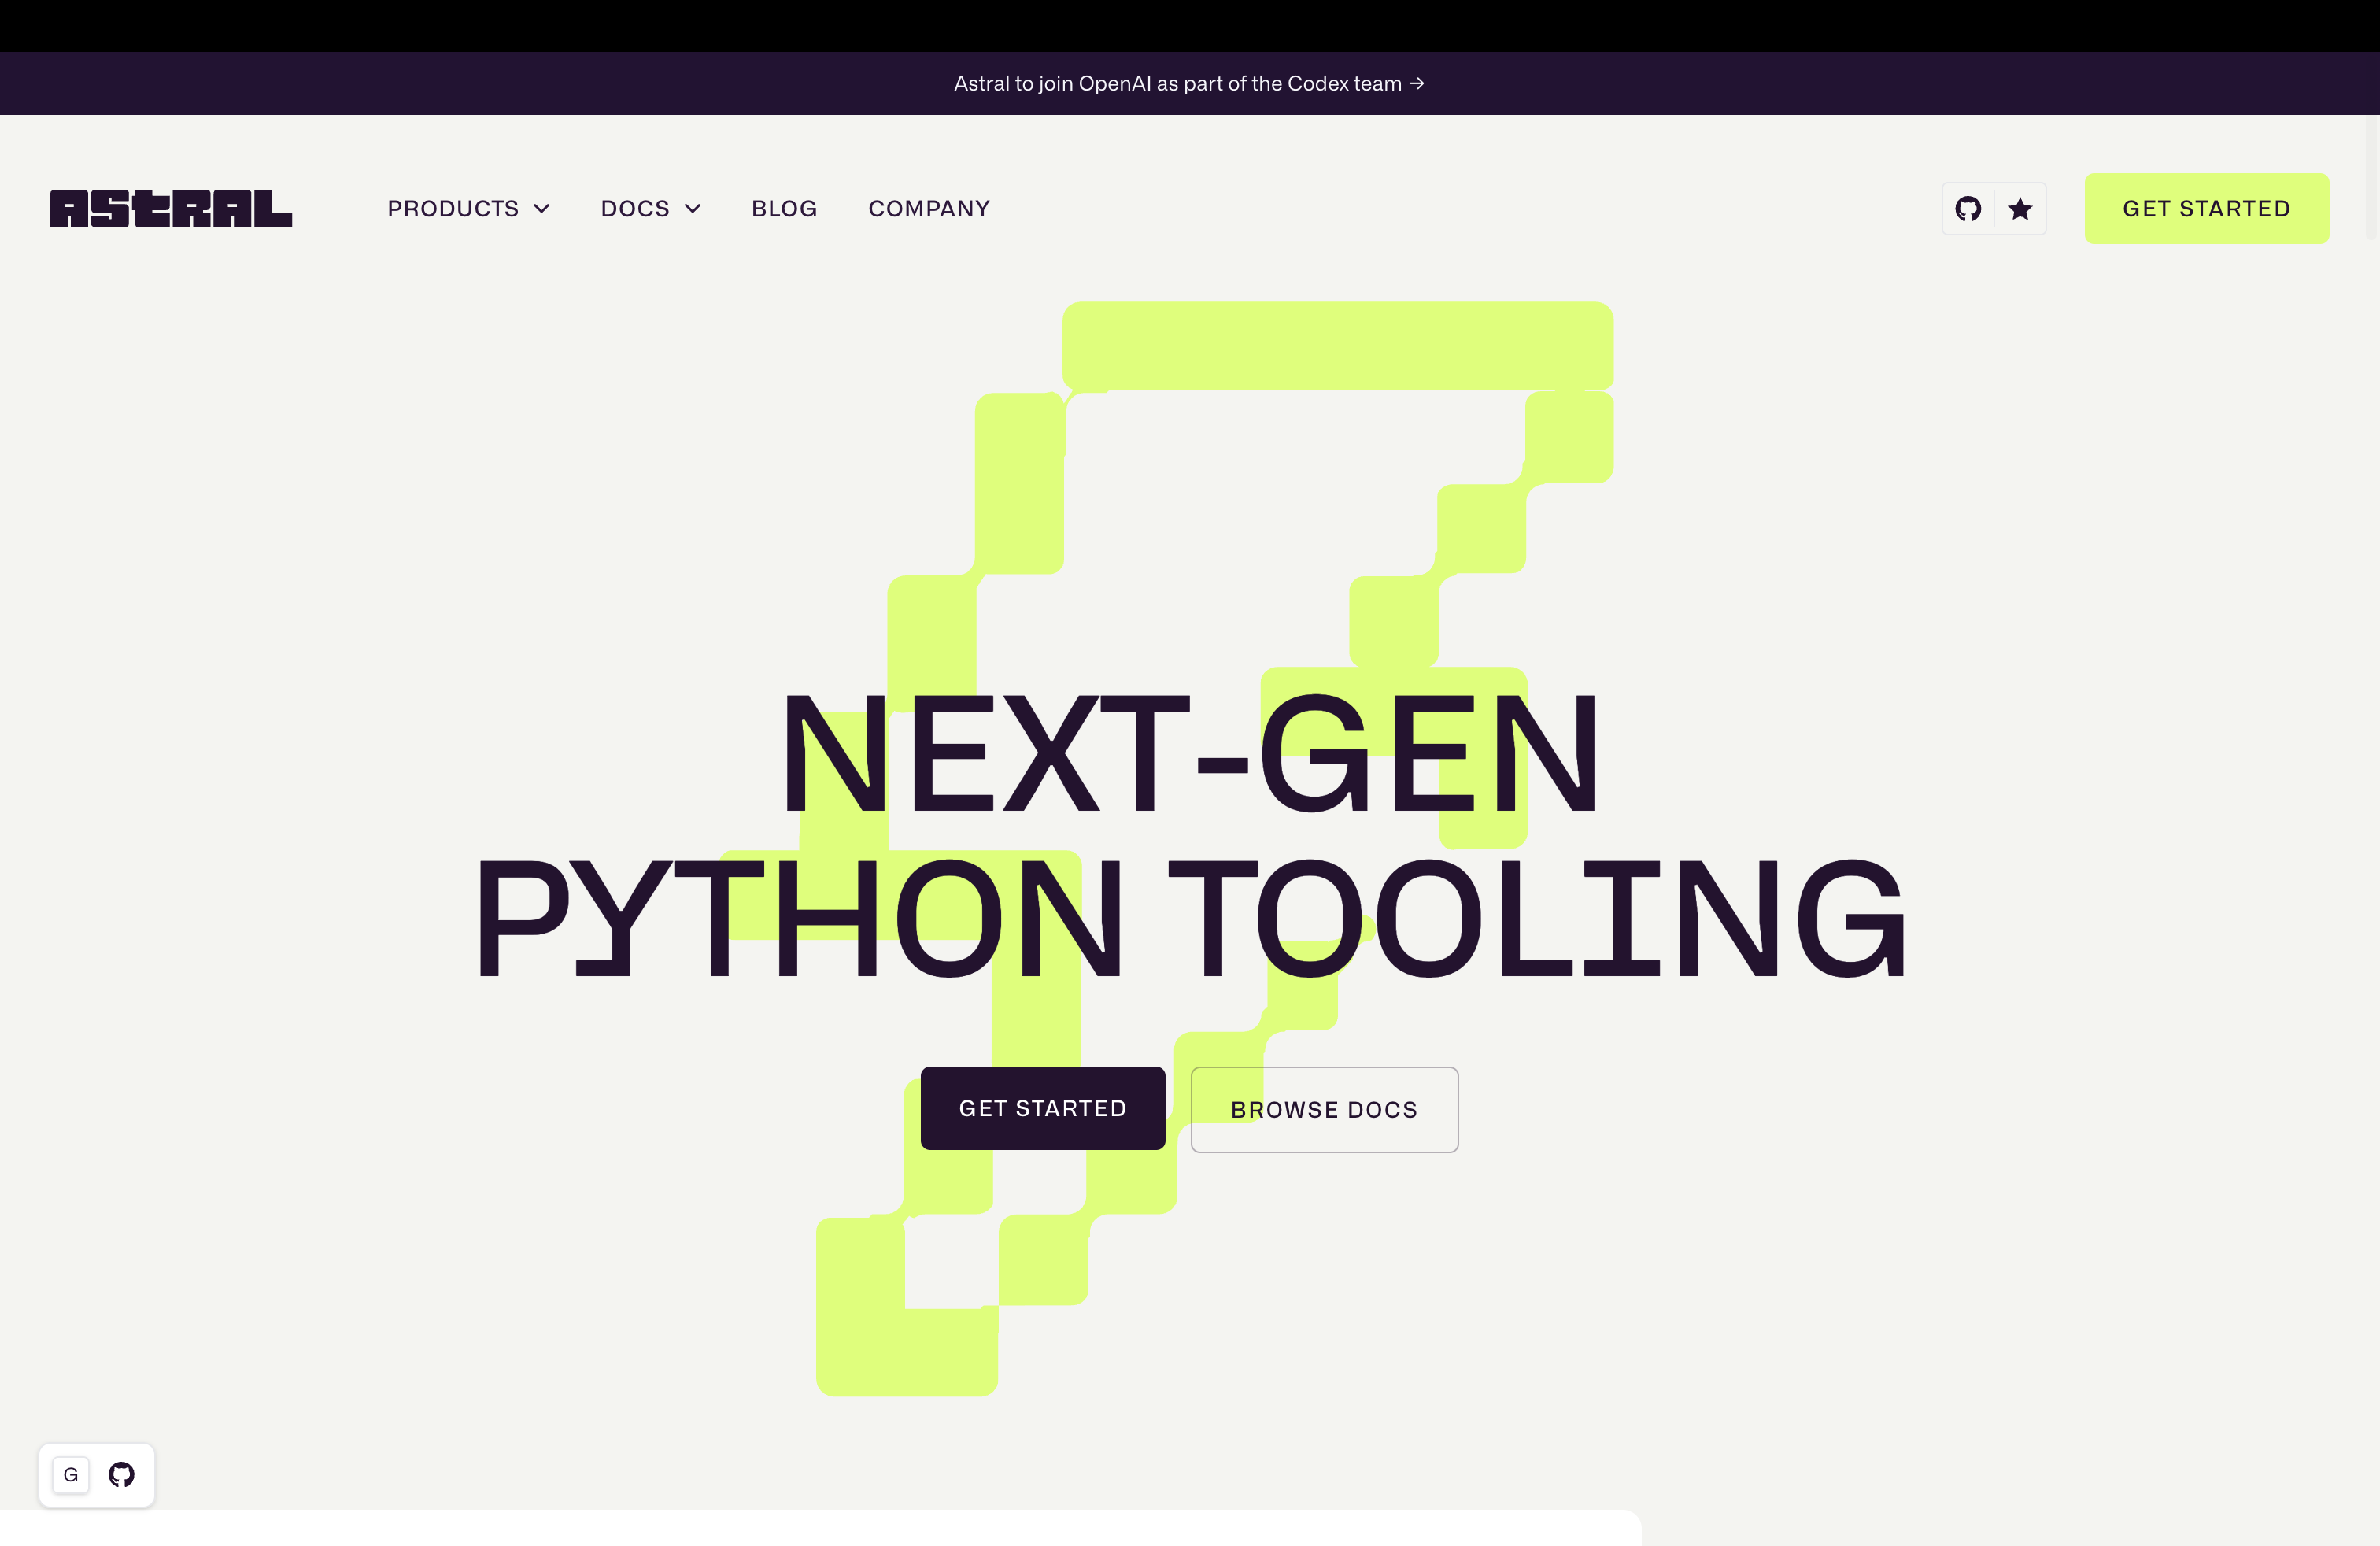 Astral to join OpenAI as part of the Codex team →
ASTRAL
PRODUCTS
DOCS
BLOG
COMPANY
GET STARTED
NEXT-GEN
PYTHON TOOLING
GET STARTED
BROWSE DOCS
G